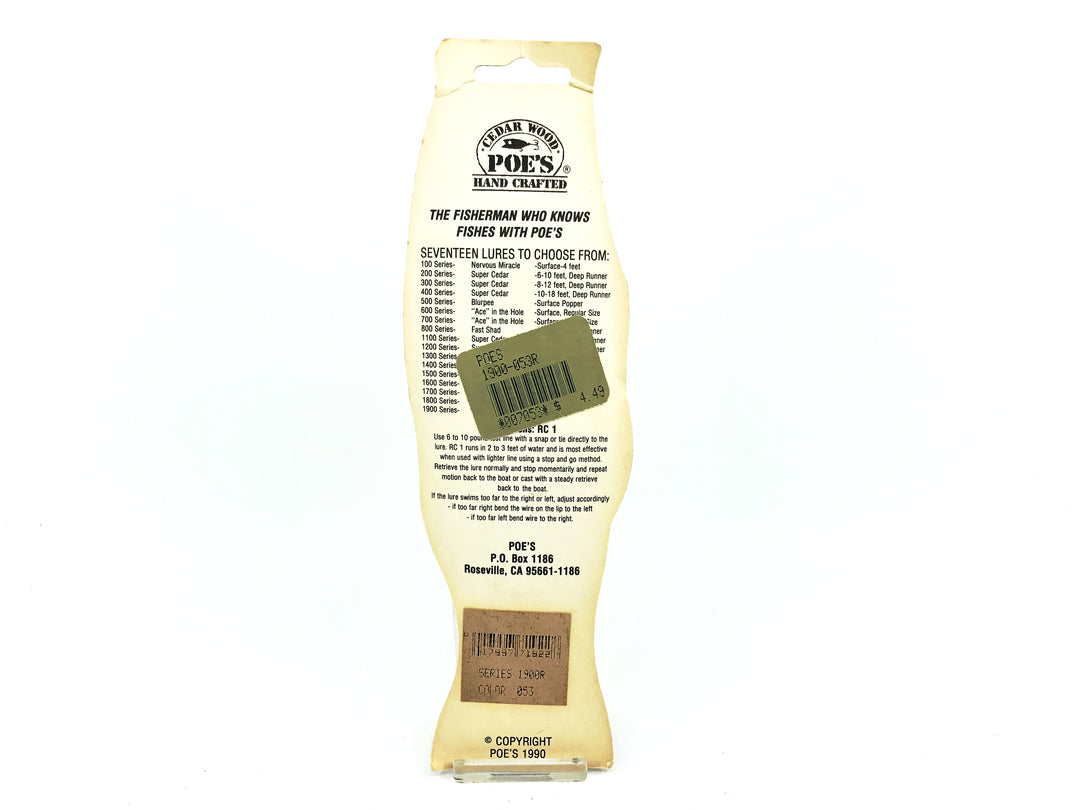 CEDAR WOOD
POE'S ®
HAND CRAFTED
THE FISHERMAN WHO KNOWS
FISHES WITH POE'S
SEVENTEEN LURES TO CHOOSE FROM:
100 Series- Nervous Miracle -Surface-4 feet
200 Series- Super Cedar -6-10 feet, Deep Runner
300 Series- Super Cedar -8-12 feet, Deep Runner
400 Series- Super Cedar -10-18 feet, Deep Runner
500 Series- Blurpee -Surface Popper
600 Series- "Ace" in the Hole -Surface, Regular Size
700 Series- "Ace" in the Hole Size
800 Series- Fast Shad
1100 Series- Super
1200 Series-
1300 Series-
1400 Series-
1500 Series-
1600 Series-
1700 Series-
1800 Series-
1900 Series-
POES
1900-053R
*007053* $ 4.49
RC 1
Use 6 to 10 line with a snap or tie directly to the
lure. RC 1 runs in 2 to 3 feet of water and is most effective
when used with lighter line using a stop and go method.
Retrieve the lure normally and stop momentarily and repeat
motion back to the boat or cast with a steady retrieve
back to the boat.
If the lure swims too far to the right or left, adjust accordingly
- if too far right bend the wire on the lip to the left
- if too far left bend wire to the right.
POE'S
P.O. Box 1186
Roseville, CA 95661-1186
SERIES 1900R
COLOR 053
© COPYRIGHT
POE'S 1990